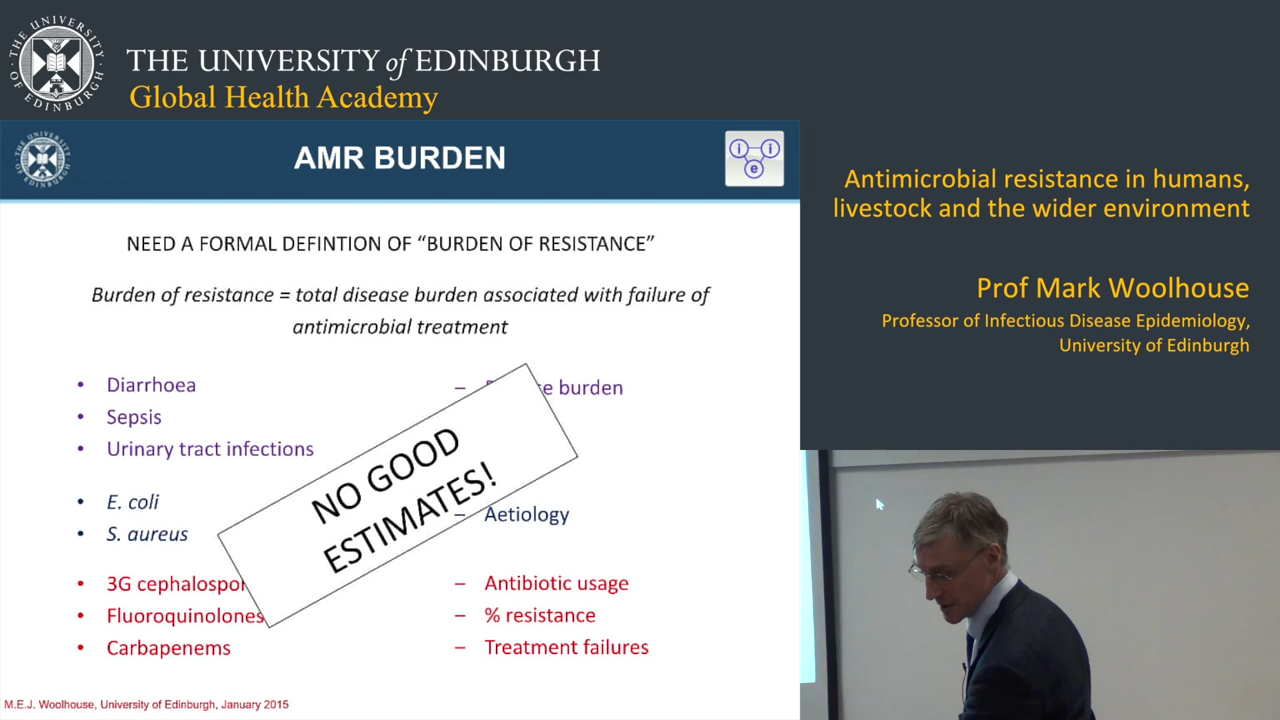 THE UNIVERSITY of EDINBURGH
Global Health Academy
AMR BURDEN
i
i
e
NEED A FORMAL DEFINTION OF “BURDEN OF RESISTANCE”
Burden of resistance = total disease burden associated with failure of
antimicrobial treatment
• Diarrhoea
• Sepsis
• Urinary tract infections
– burden
• E. coli
• S. aureus
– Aetiology
NO GOOD
ESTIMATES!
• 3G
• Fluoroquinolones
• Carbapenems
– Antibiotic usage
– % resistance
– Treatment failures
M.E.J. Woolhouse, University of Edinburgh, January 2015
Antimicrobial resistance in humans,
livestock and the wider environment
Prof Mark Woolhouse
Professor of Infectious Disease Epidemiology,
University of Edinburgh